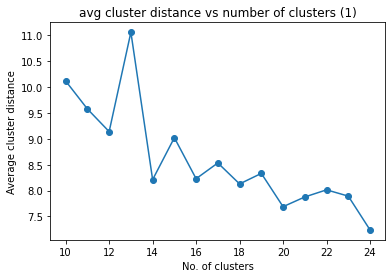 avg cluster distance vs number of clusters (1)
Average cluster distance
11.0
10.5
10.0
9.5
9.0
8.5
8.0
7.5
10 12 14 16 18 20 22 24
No. of clusters